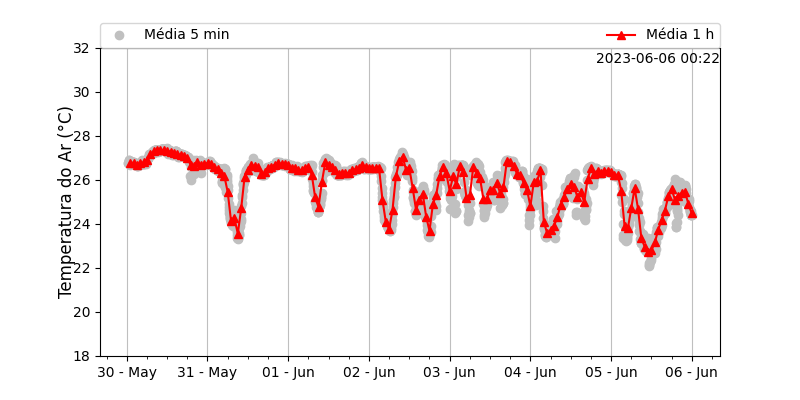 Média 5 min
Média 1 h
2023-06-06 00:22
Temperatura do Ar (°C)
32
30
28
26
24
22
20
18
30 - May
31 - May
01 - Jun
02 - Jun
03 - Jun
04 - Jun
05 - Jun
06 - Jun